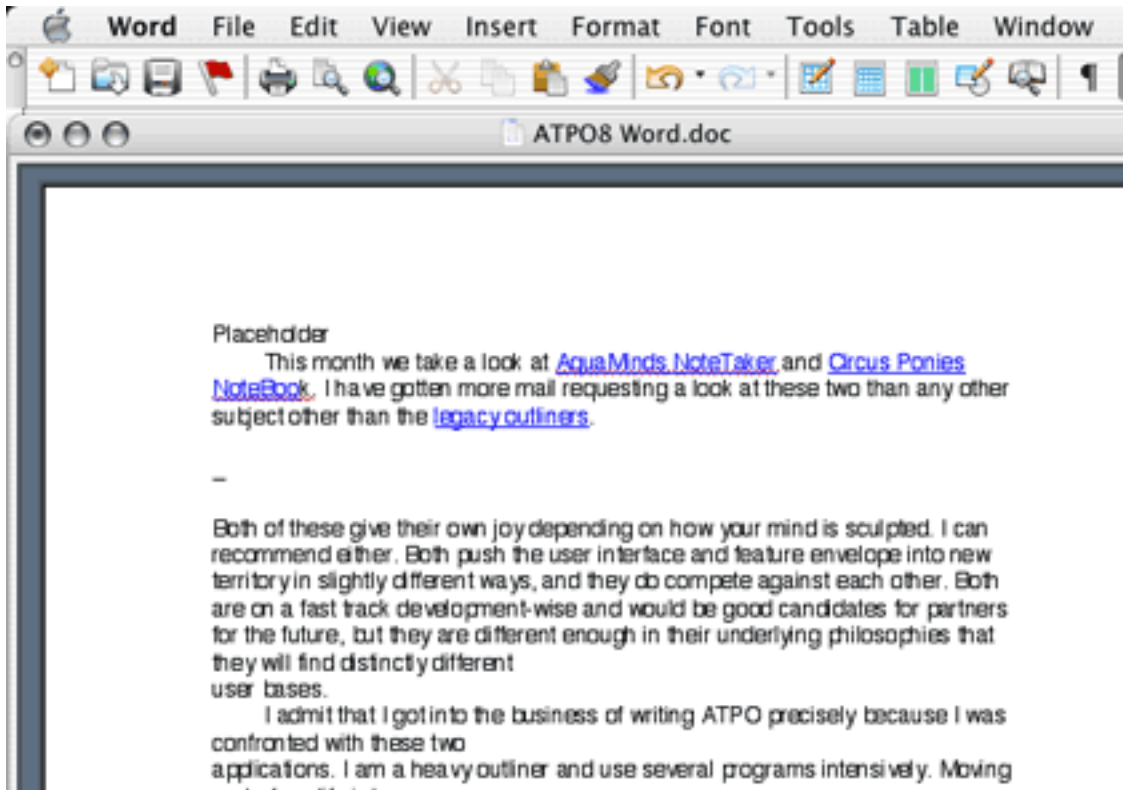 Word File Edit View Insert Format Font Tools Table Window
ATPO8 Word.doc
Placeholder
This month we take a look at AquaMinds NoteTaker and Circus Ponies
NoteBook. I have gotten more mail requesting a look at these two than any other
subject other than the legacy outliners.
–
Both of these give their own joy depending on how your mind is sculpted. I can
recommend either. Both push the user interface and feature envelope into new
territory in slightly different ways, and they do compete against each other. Both
are on a fast track development-wise and would be good candidates for partners
for the future, but they are different enough in their underlying philosophies that
they will find distinctly different
user bases.
I admit that I got into the business of writing ATPO precisely because I was
confronted with these two
applications. I am a heavy outliner and use several programs intensively. Moving